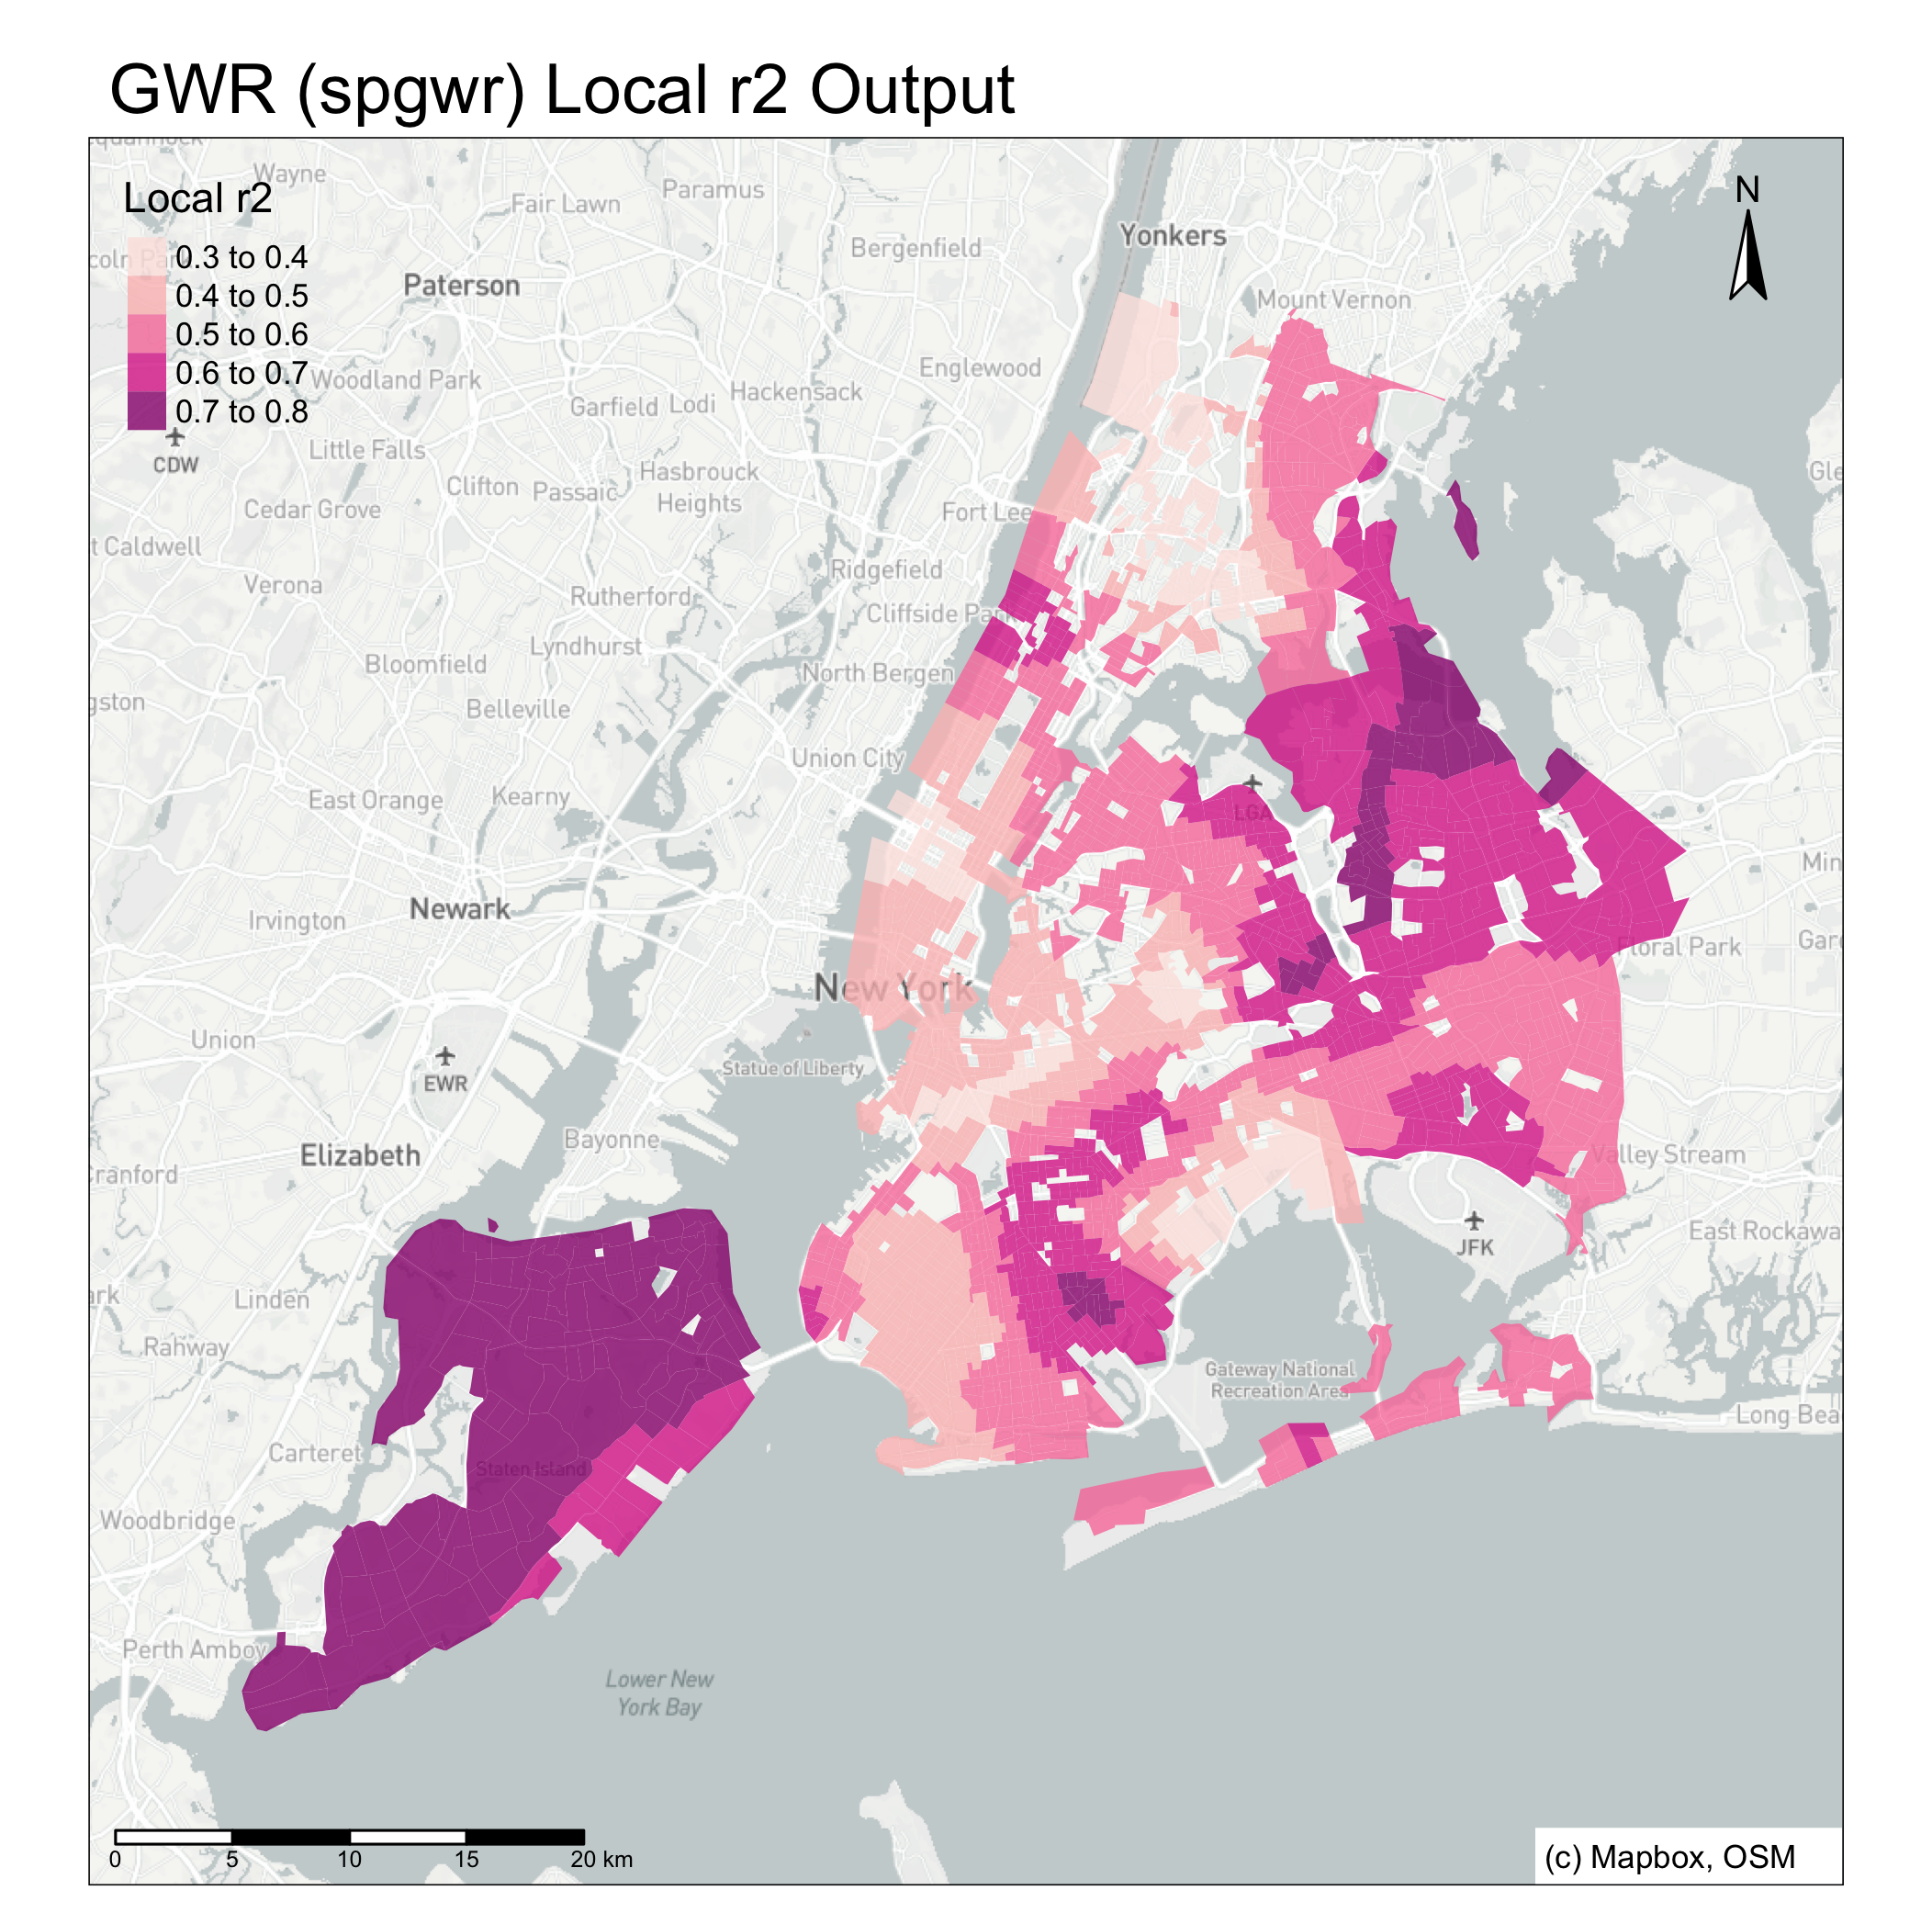 GWR (spgwr) Local r2 Output
Wayne
Paramus
Local r2
N
Fair Lawn
Yonkers
Bergenfield
0.3 to 0.4
Paterson
0.4 to 0.5
Mount Vernon
0.5 to 0.6
Englewood
0.6 to 0.7
Woodland Park
Hackensack
Garfield
Lodi
0.7 to 0.8
Little Falls
CDW
Hasbrouck
Heights
Gle
Clifton
Passaic
Cedar Grove
Fort Lee
t Caldwell
Ridgefield
Verona
Rutherford
Cliffside Park
Lyndhurst
Bloomfield
North Bergen
gston
Belleville
Union City
LGA
East Orange
Kearny
Min
Newark
Irvington
Floral Park
Gar
New York
Union
Statue of Liberty
EWR
Bayonne
Elizabeth
Valley Stream
Cranford
East Rockawa
JFK
ark
Linden
Rahway
Gateway National
Recreation Area
Long Bea
Carteret
Staten Island
Woodbridge
Perth Amboy
Lower New
York Bay
0 5 10 15 20 km
(c) Mapbox, OSM